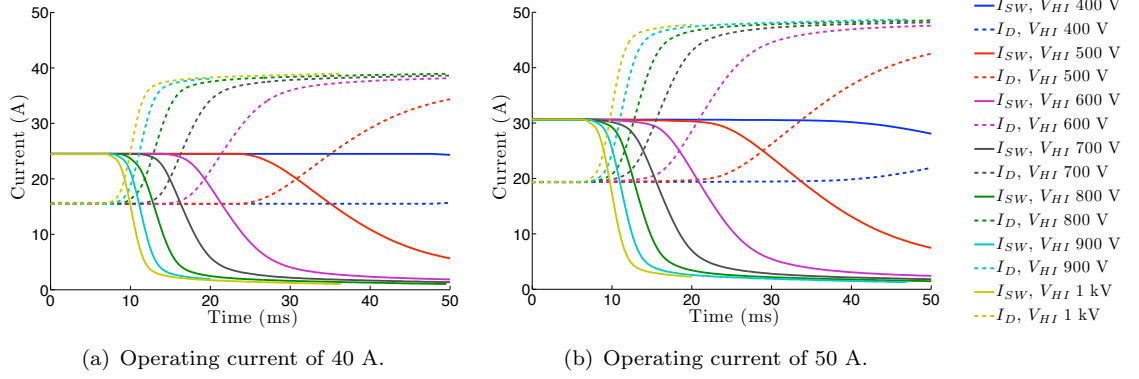 50
40
30
20
10
0
Current (A)
0
10
20
30
40
50
Time (ms)
(a) Operating current of 40 A.
50
40
30
20
10
0
Current (A)
0
10
20
30
40
50
Time (ms)
(b) Operating current of 50 A.
I_SW, V_HI 400 V
I_D, V_HI 400 V
I_SW, V_HI 500 V
I_D, V_HI 500 V
I_SW, V_HI 600 V
I_D, V_HI 600 V
I_SW, V_HI 700 V
I_D, V_HI 700 V
I_SW, V_HI 800 V
I_D, V_HI 800 V
I_SW, V_HI 900 V
I_D, V_HI 900 V
I_SW, V_HI 1 kV
I_D, V_HI 1 kV